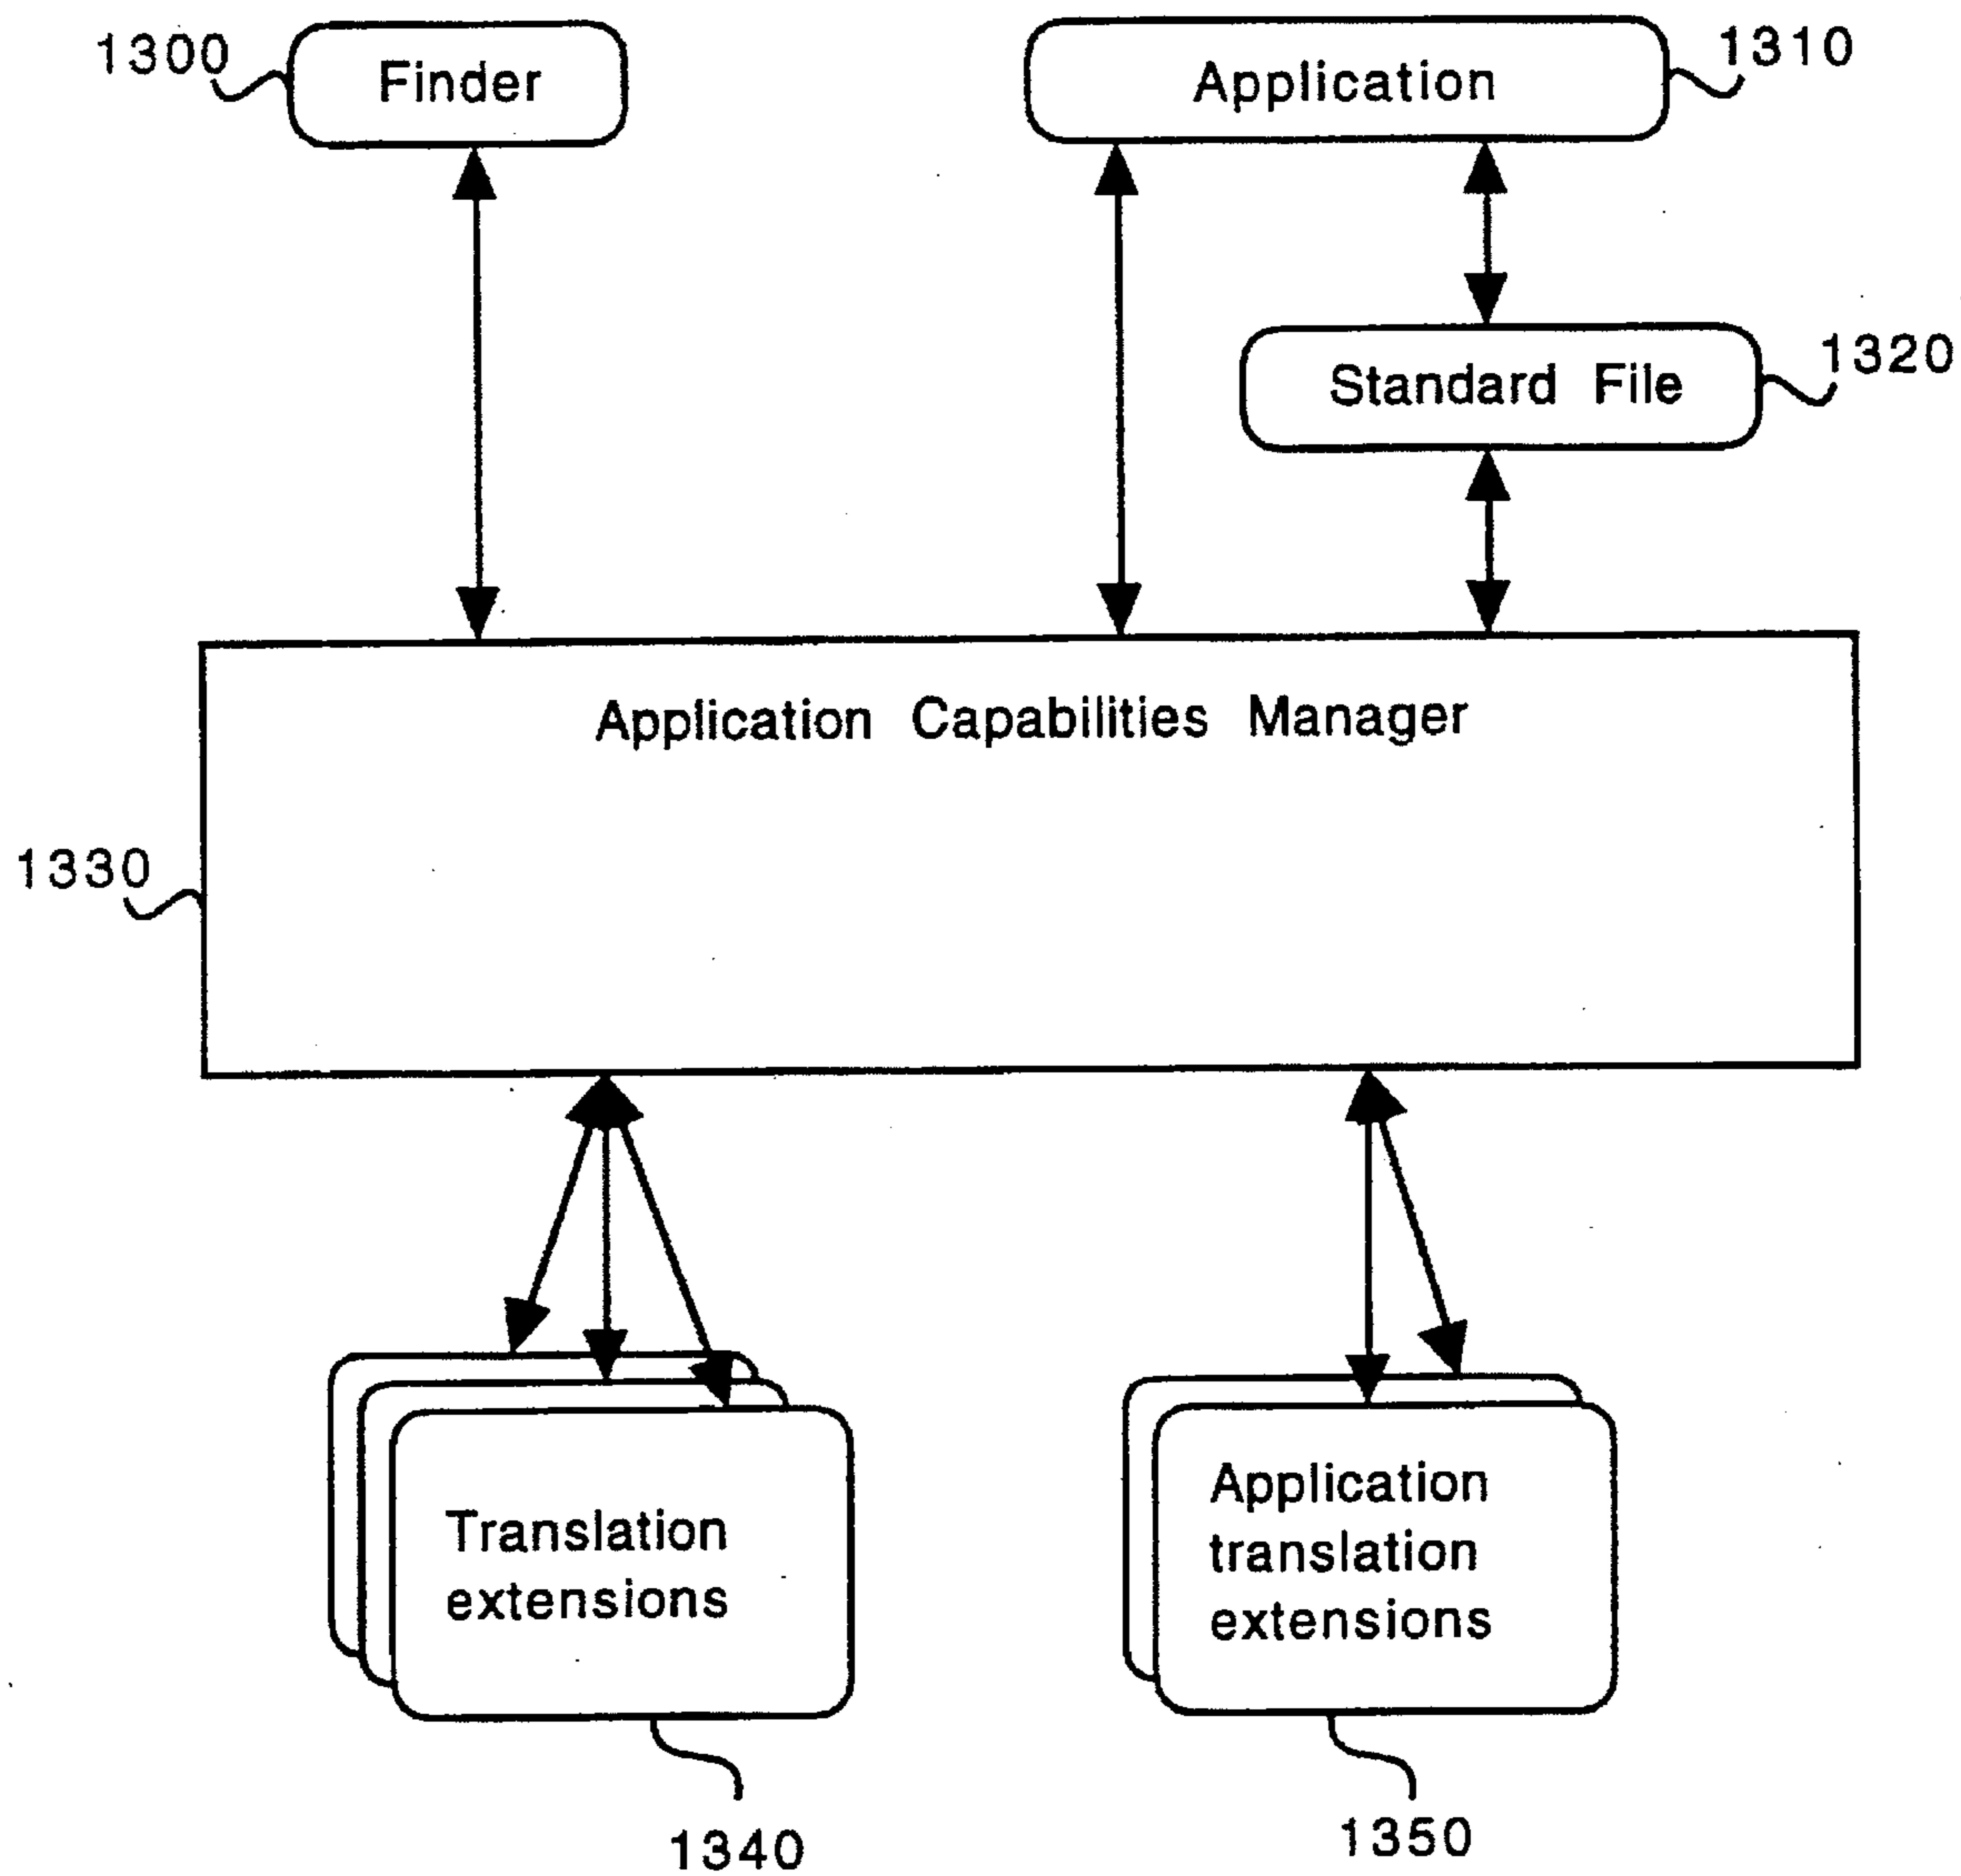 1300
Finder
Application
1310
Standard File
1320
Application Capabilities Manager
1330
Translation
extensions
Application
translation
extensions
1340
1350